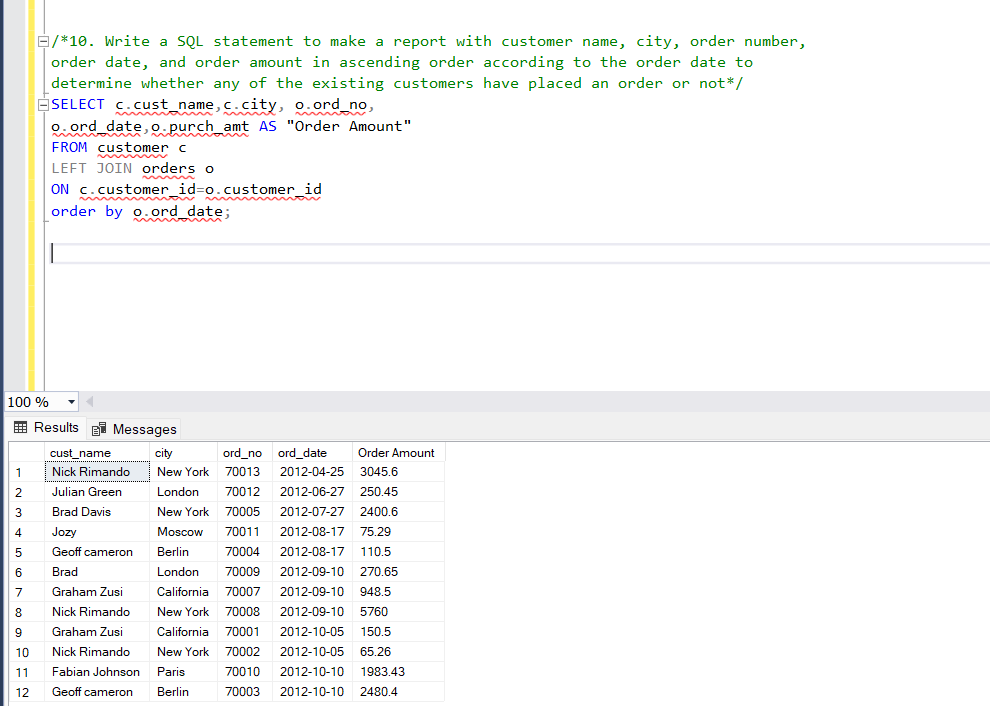 /*10. Write a SQL statement to make a report with customer name, city, order number,
order date, and order amount in ascending order according to the order date to
determine whether any of the existing customers have placed an order or not*/
SELECT c.cust_name,c.city, o.ord_no,
o.ord_date,o.purch_amt AS "Order Amount"
FROM customer c
LEFT JOIN orders o
ON c.customer_id=o.customer_id
order by o.ord_date;
100 %
Results Messages
cust_name city ord_no ord_date Order Amount
1 Nick Rimando New York 70013 2012-04-25 3045.6
2 Julian Green London 70012 2012-06-27 250.45
3 Brad Davis New York 70005 2012-07-27 2400.6
4 Jozy Moscow 70011 2012-08-17 75.29
5 Geoff cameron Berlin 70004 2012-08-17 110.5
6 Brad London 70009 2012-09-10 270.65
7 Graham Zusi California 70007 2012-09-10 948.5
8 Nick Rimando New York 70008 2012-09-10 5760
9 Graham Zusi California 70001 2012-10-05 150.5
10 Nick Rimando New York 70002 2012-10-05 65.26
11 Fabian Johnson Paris 70010 2012-10-10 1983.43
12 Geoff cameron Berlin 70003 2012-10-10 2480.4